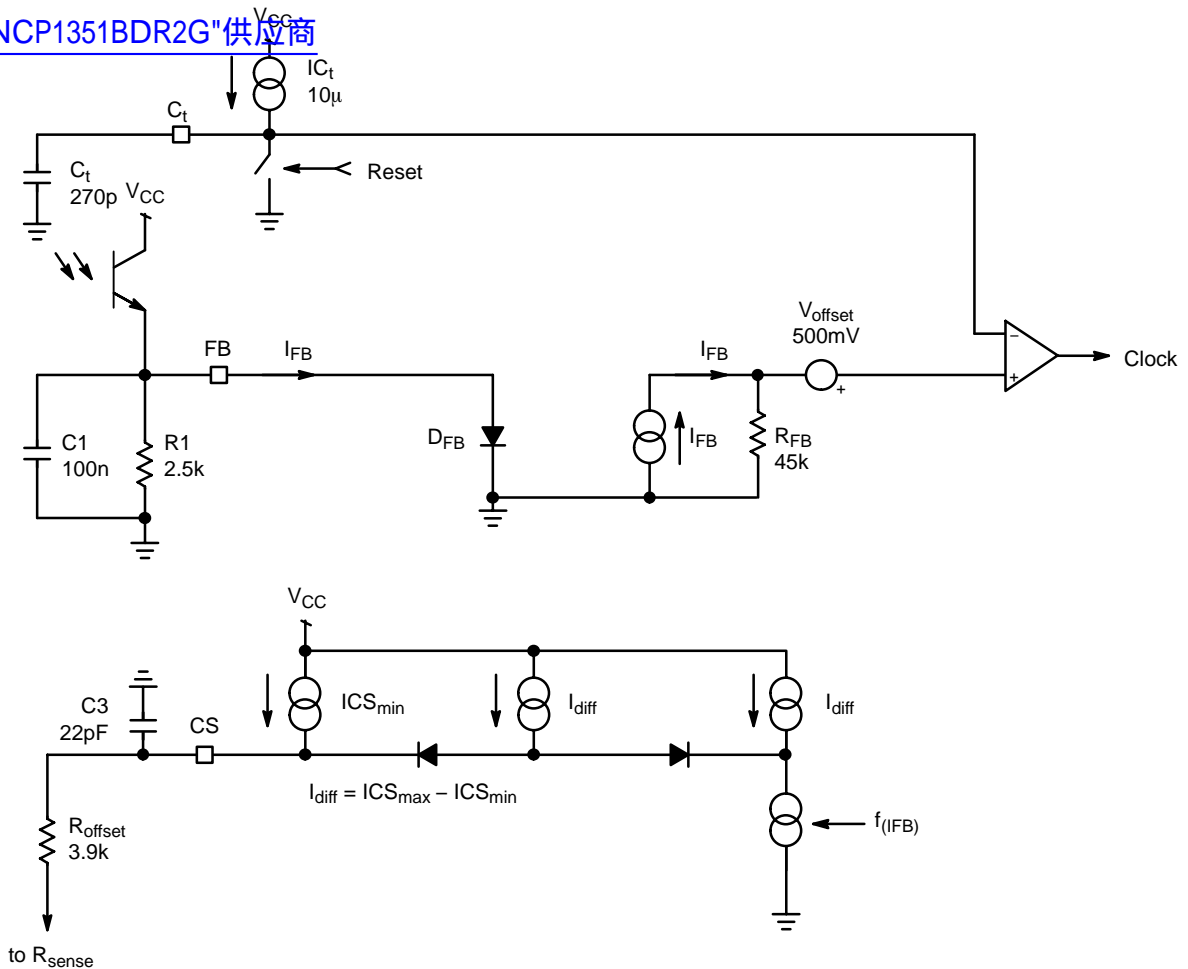 NCP1351BDR2G"供应商
VCC
ICt
10μ
Ct
Ct
270p
VCC
Reset
Voffset
500mV
FB
IFB
IFB
−
+
Clock
+
C1
100n
R1
2.5k
DFB
IFB
RFB
45k
VCC
C3
22pF
CS
ICSmin
Idiff
Idiff
Idiff = ICSmax – ICSmin
Roffset
3.9k
f(IFB)
to Rsense